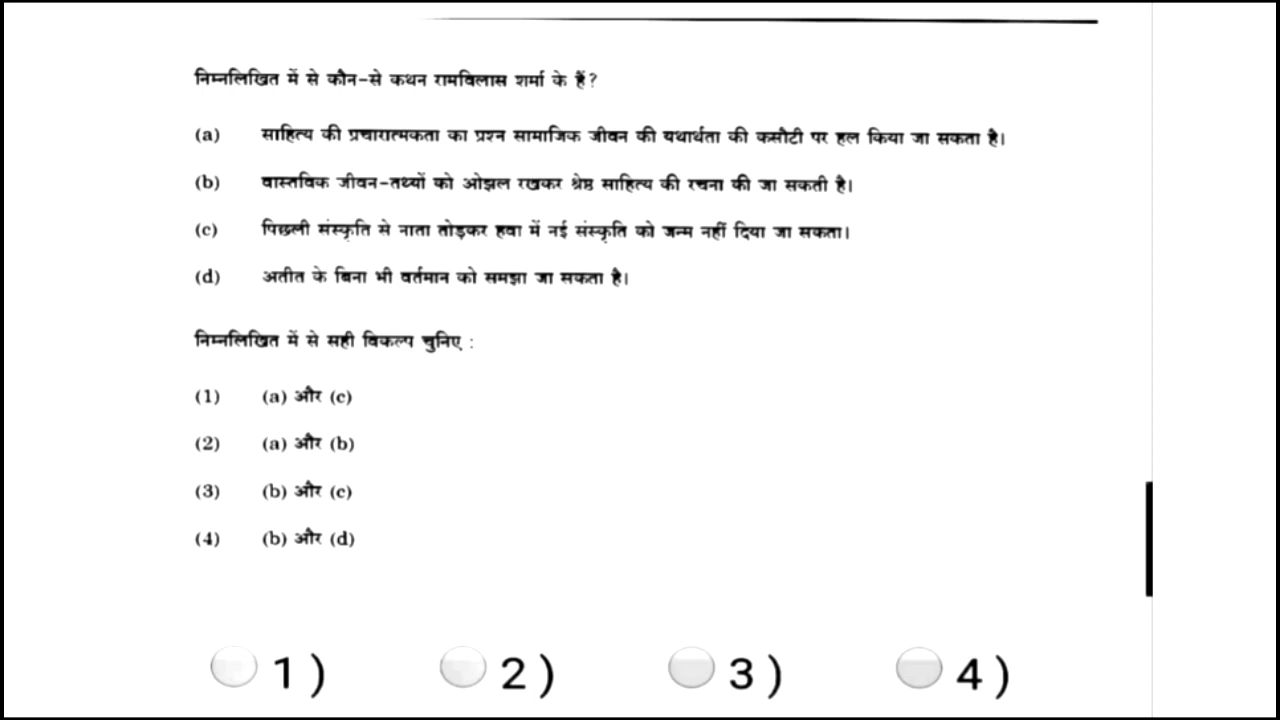 निम्नलिखित में से कौन-से कथन रामविलास शर्मा के हैं?
(a) साहित्य की प्रचारात्मकता का प्रश्न सामाजिक जीवन की यथार्थता की कसौटी पर हल किया जा सकता है।
(b) वास्तविक जीवन-तथ्यों को ओझल रखकर श्रेष्ठ साहित्य की रचना की जा सकती है।
(c) पिछली संस्कृति से नाता तोड़कर हवा में नई संस्कृति को जन्म नहीं दिया जा सकता।
(d) अतीत के बिना भी वर्तमान को समझा जा सकता है।
निम्नलिखित में से सही विकल्प चुनिए :
(1) (a) और (c)
(2) (a) और (b)
(3) (b) और (c)
(4) (b) और (d)
1) 2) 3) 4)